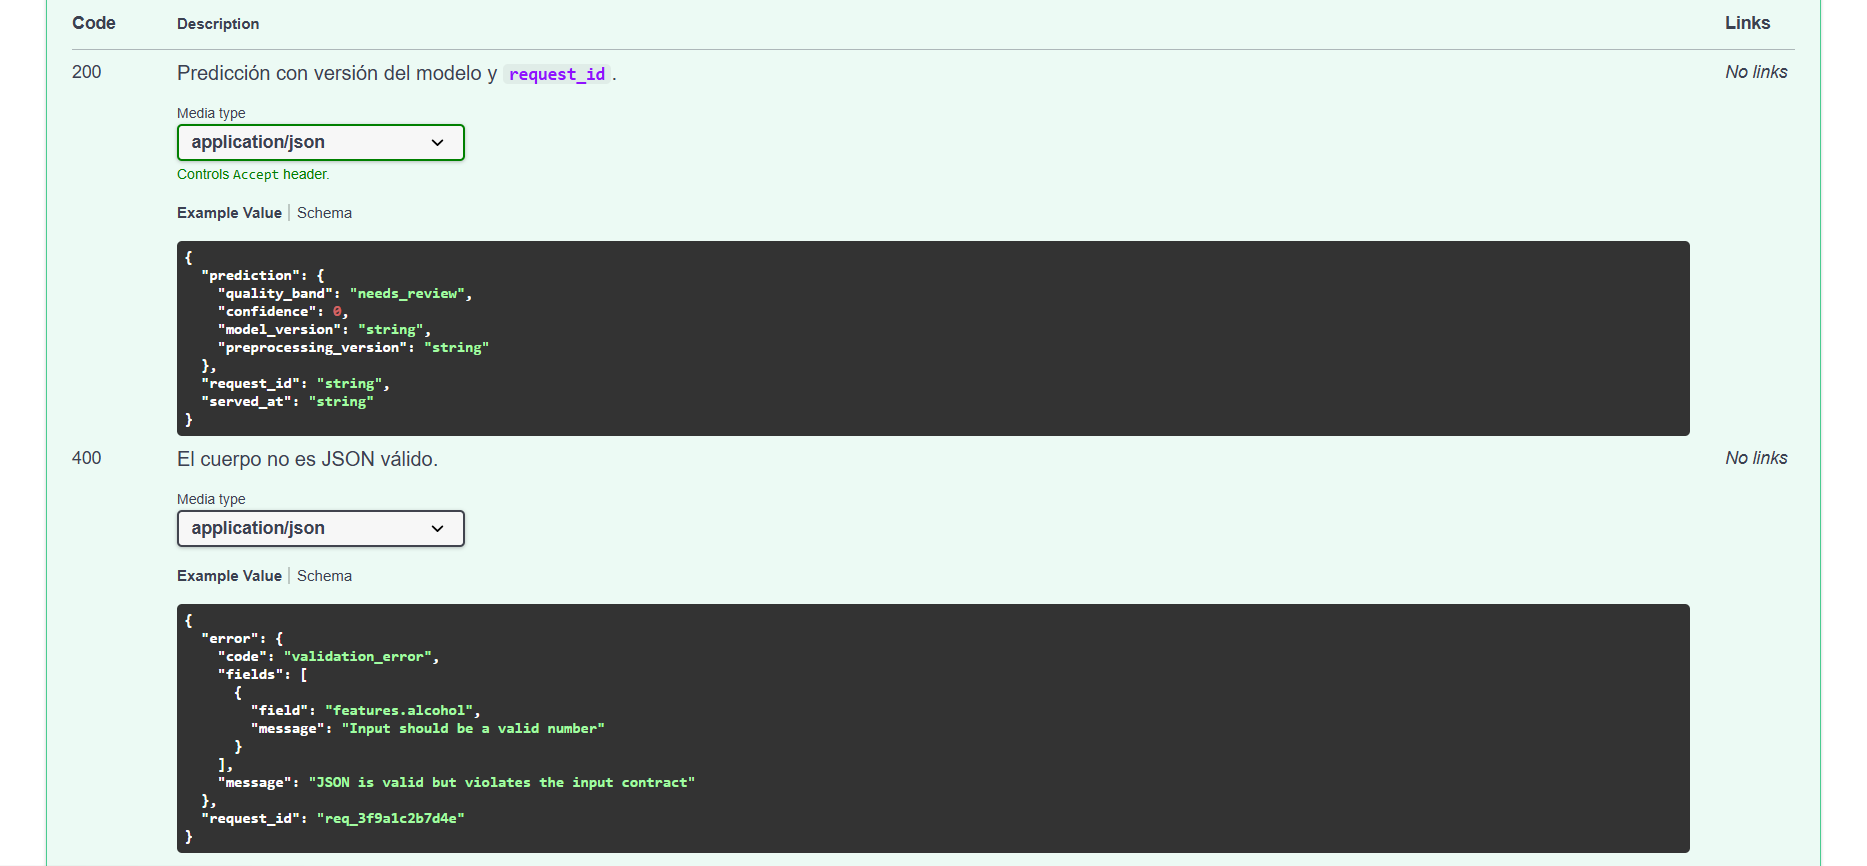 Code Description Links
200 Predicción con versión del modelo y request_id. No links
Media type
application/json
Controls Accept header.
Example Value Schema
{
  "prediction": {
    "quality_band": "needs_review",
    "confidence": 0,
    "model_version": "string",
    "preprocessing_version": "string"
  },
  "request_id": "string",
  "served_at": "string"
}
400 El cuerpo no es JSON válido. No links
Media type
application/json
Example Value Schema
{
  "error": {
    "code": "validation_error",
    "fields": [
      {
        "field": "features.alcohol",
        "message": "Input should be a valid number"
      }
    ],
    "message": "JSON is valid but violates the input contract"
  },
  "request_id": "req_3f9a1c2b7d4e"
}